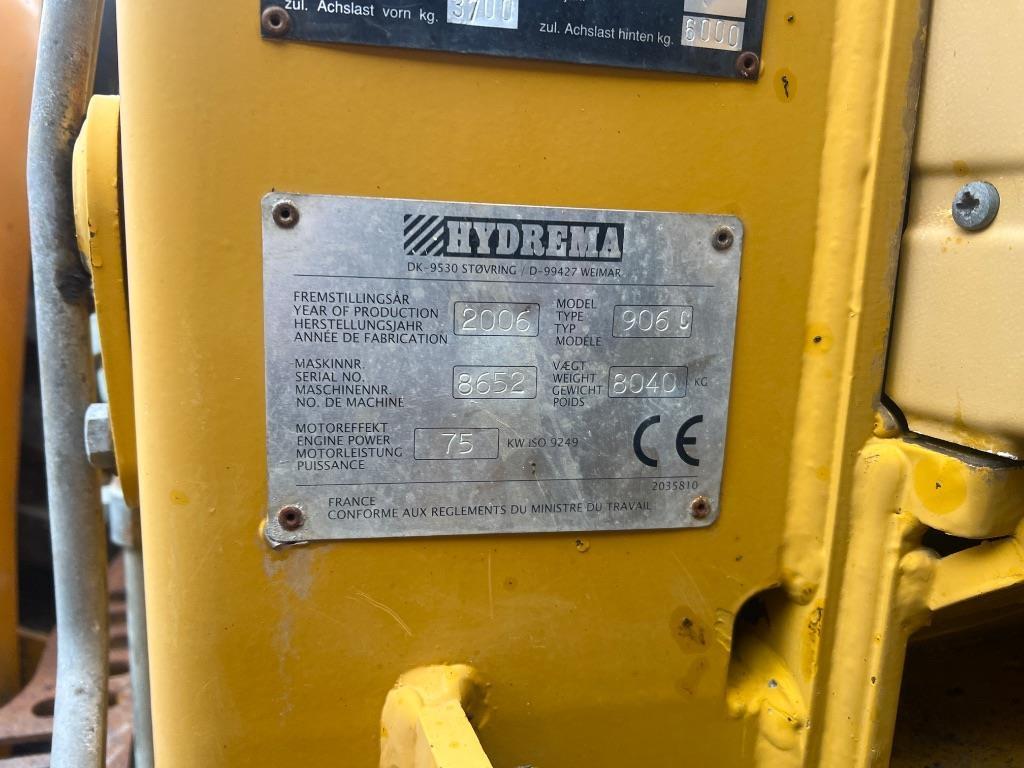 zul. Achslast vorn kg. 3700
zul. Achslast hinten kg. 6000
HYDREMA
DK-9530 STØVRING / D-99427 WEIMAR
FREMSTILLINGSÅR
YEAR OF PRODUCTION
HERSTELLUNGSJAHR
ANNÉE DE FABRICATION
2006
MODEL
TYPE
TYP
MODÈLE
906 C
MASKINNR.
SERIAL NO.
MASCHINENNR.
NO. DE MACHINE
8652
VÆGT
WEIGHT
GEWICHT
POIDS
8040 KG
MOTOREFFEKT
ENGINE POWER
MOTORLEISTUNG
PUISSANCE
75 KW ISO 9249
CE
2035810
FRANCE
CONFORME AUX REGLEMENTS DU MINISTRE DU TRAVAIL